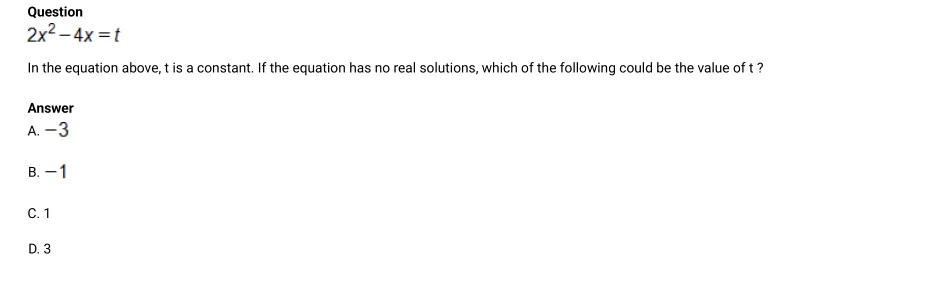 Question
2x² – 4x = t
In the equation above, t is a constant. If the equation has no real solutions, which of the following could be the value of t ?
Answer
A. −3
B. −1
C. 1
D. 3